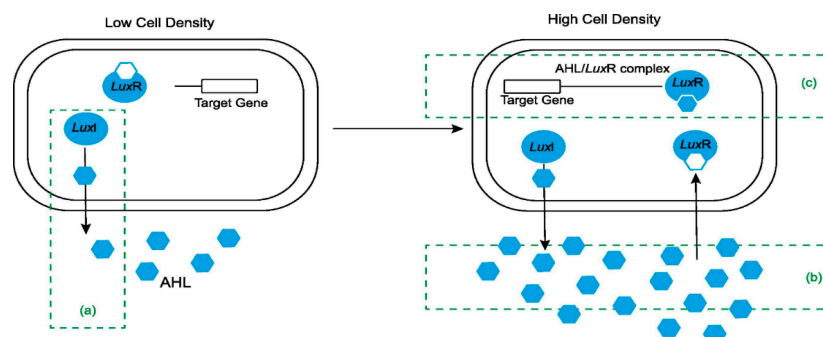 Low Cell Density
High Cell Density
LuxR
Target Gene
LuxI
AHL
(a)
AHL/LuxR complex
LuxR
Target Gene
(c)
LuxI
LuxR
(b)